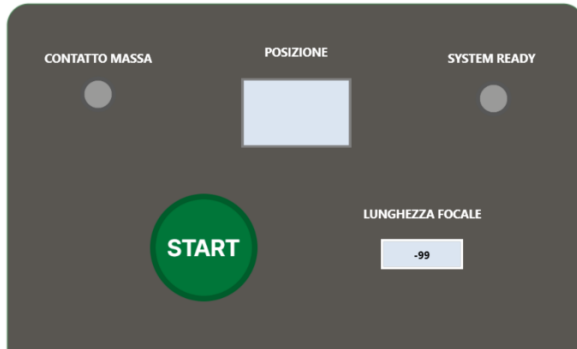 CONTATTO MASSA
POSIZIONE
SYSTEM READY
START
LUNGHEZZA FOCALE
-99